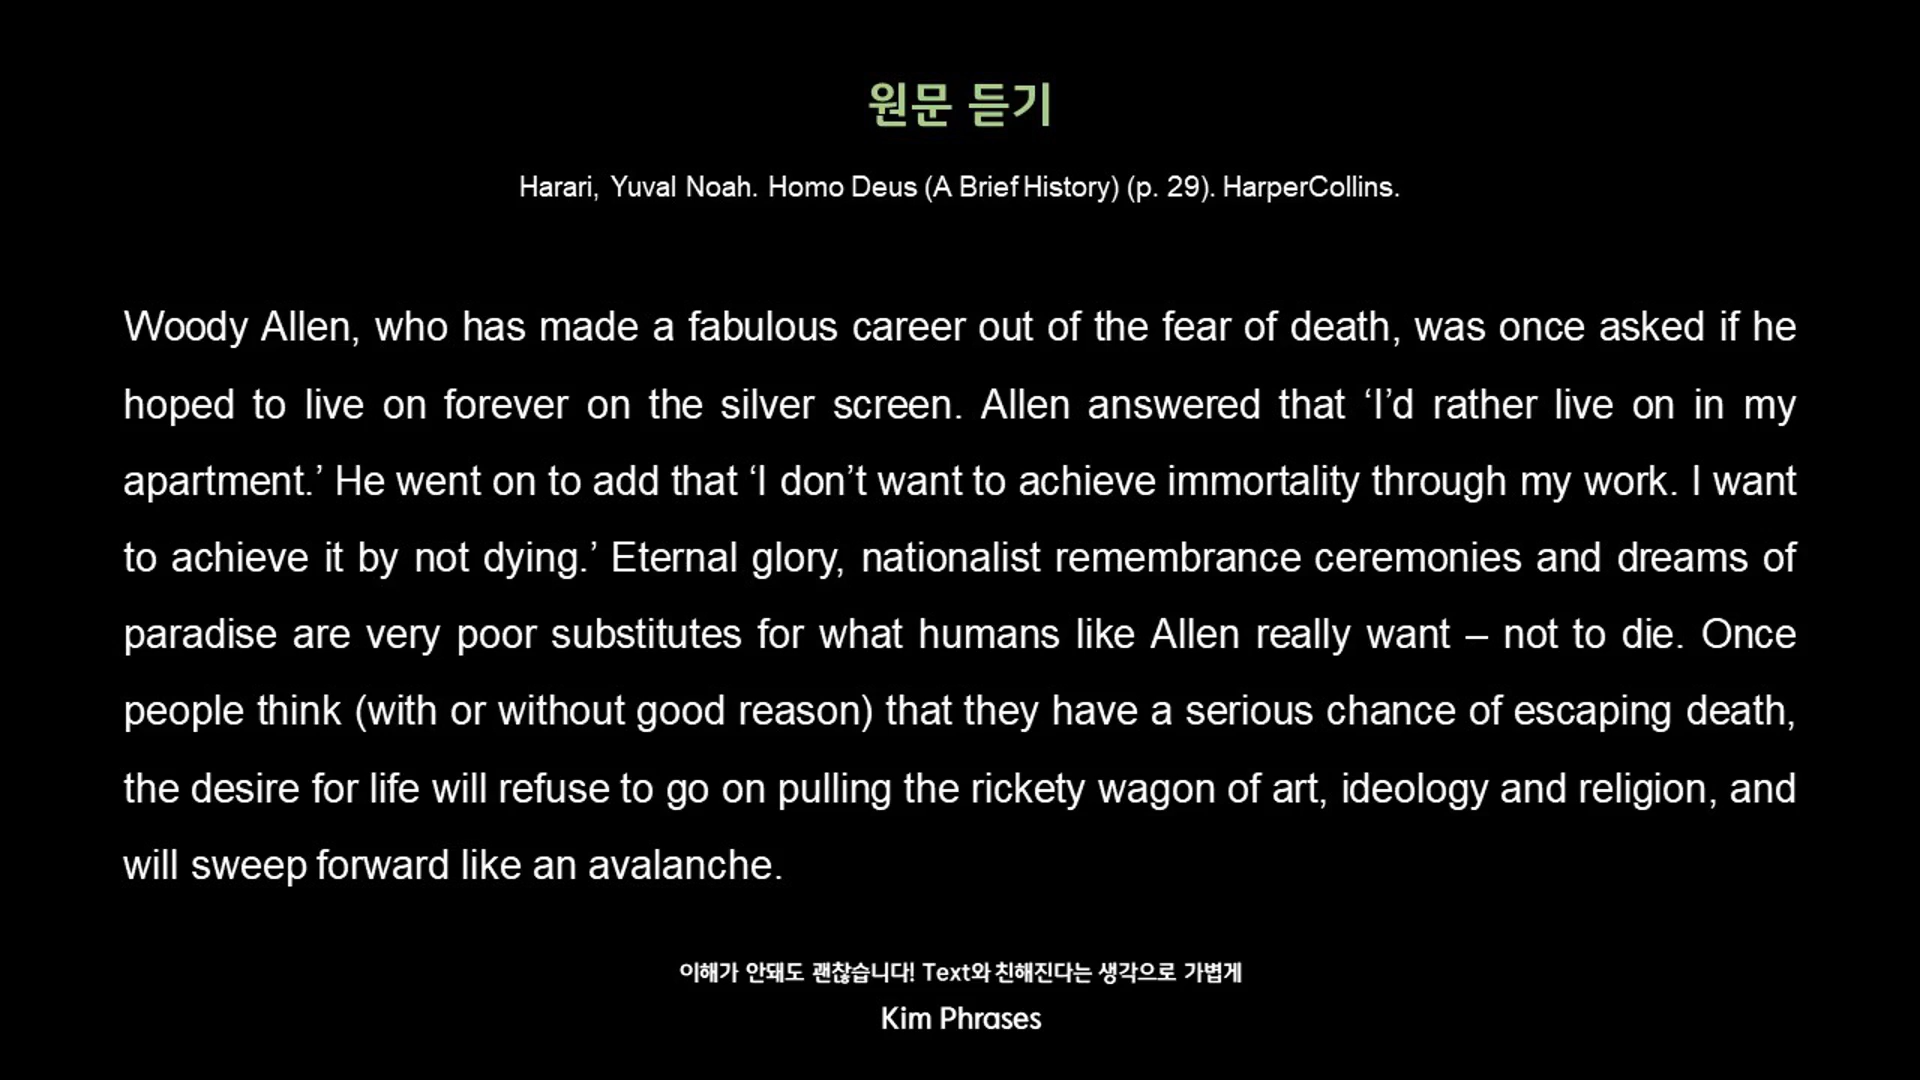 원문 듣기
Harari, Yuval Noah. Homo Deus (A Brief History) (p. 29). HarperCollins.
Woody Allen, who has made a fabulous career out of the fear of death, was once asked if he
hoped to live on forever on the silver screen. Allen answered that ‘I’d rather live on in my
apartment.’ He went on to add that ‘I don’t want to achieve immortality through my work. I want
to achieve it by not dying.’ Eternal glory, nationalist remembrance ceremonies and dreams of
paradise are very poor substitutes for what humans like Allen really want – not to die. Once
people think (with or without good reason) that they have a serious chance of escaping death,
the desire for life will refuse to go on pulling the rickety wagon of art, ideology and religion, and
will sweep forward like an avalanche.
이해가 안돼도 괜찮습니다! Text와 친해진다는 생각으로 가볍게
Kim Phrases